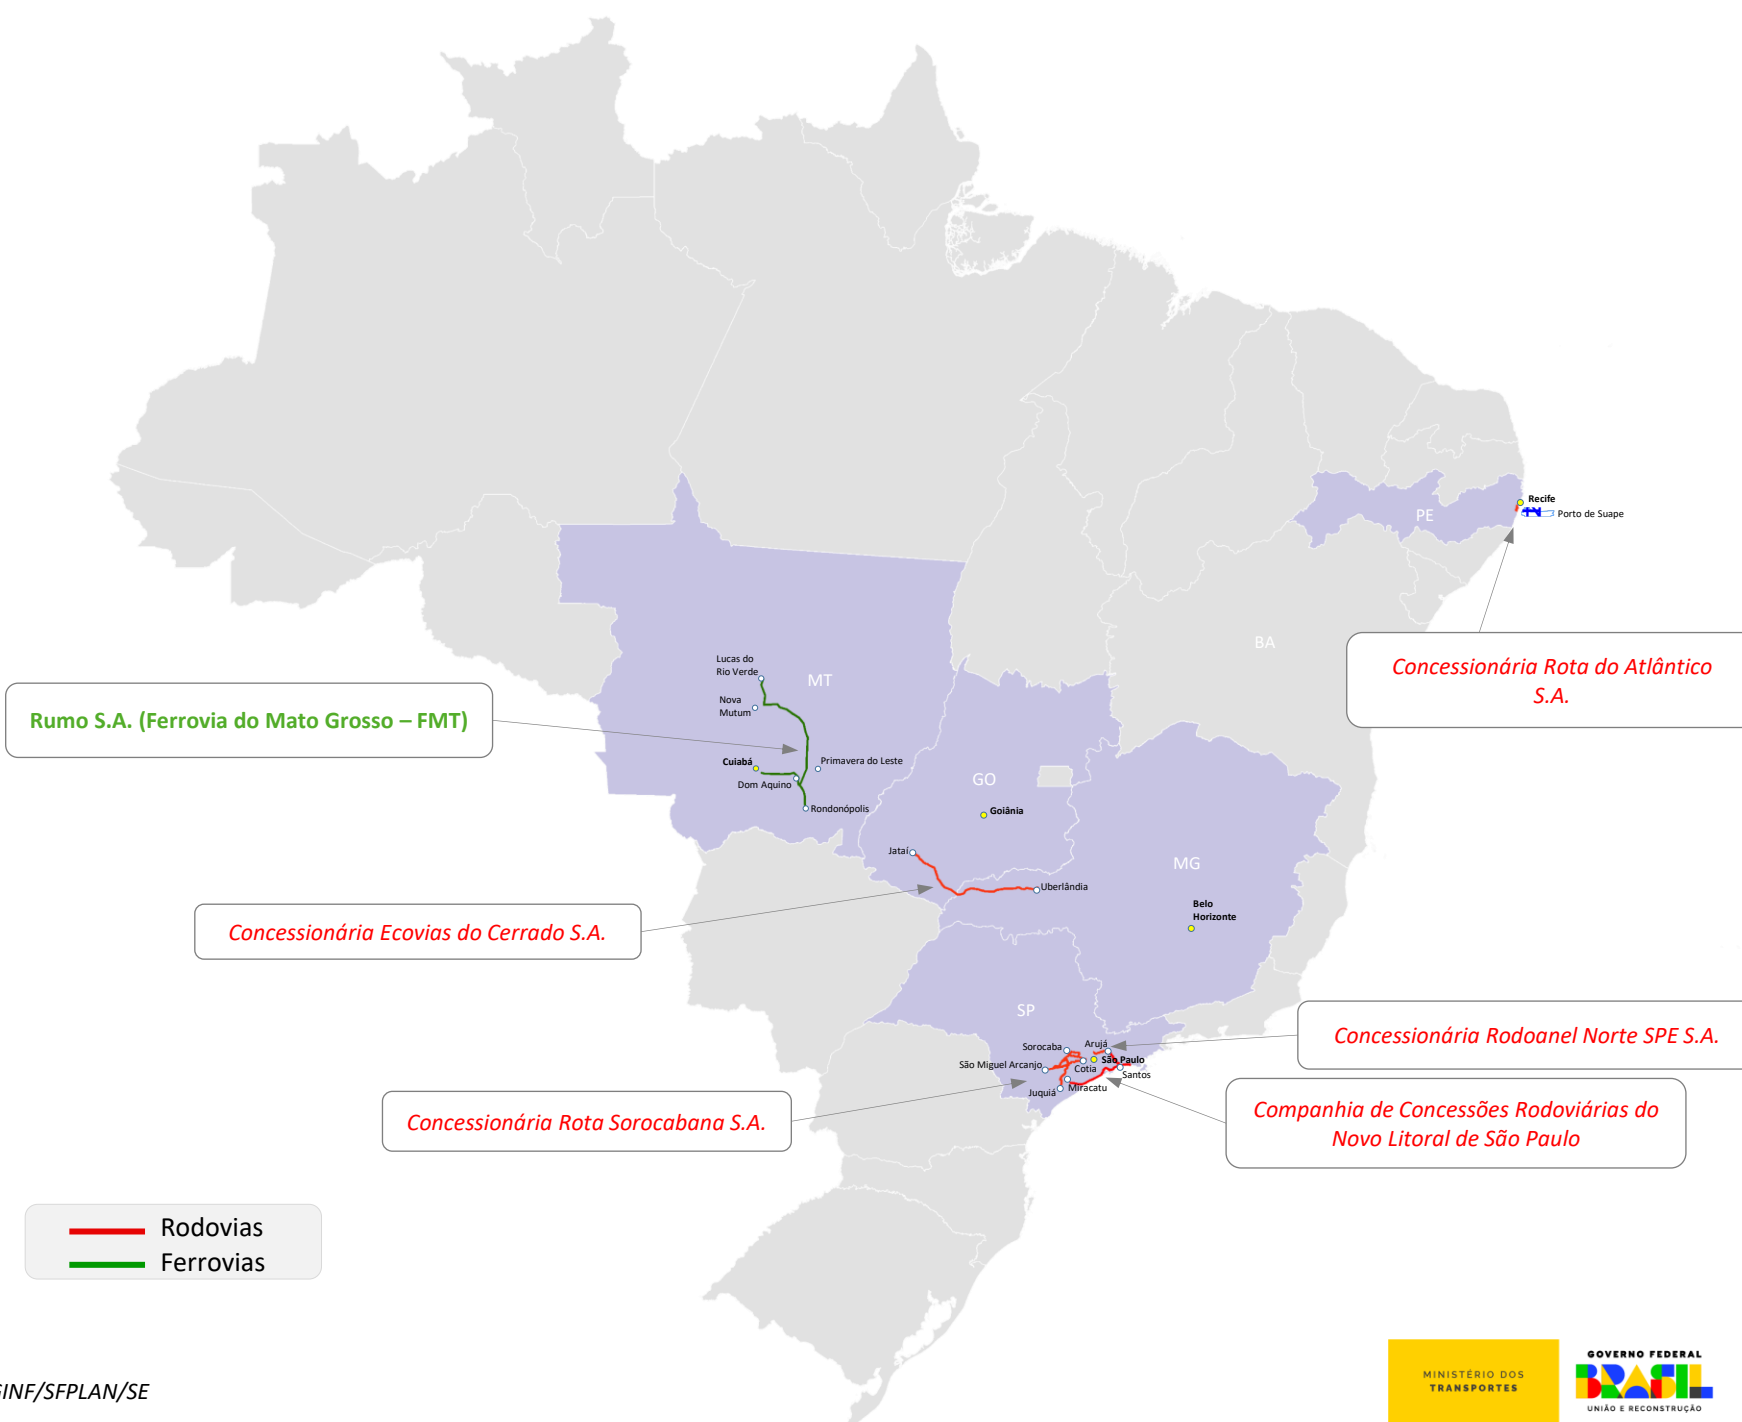 Recife
PE
Porto de Suape
BA
Concessionária Rota do Atlântico
S.A.
Lucas do
Rio Verde
MT
Nova
Mutum
Rumo S.A. (Ferrovia do Mato Grosso – FMT)
Cuiabá
Primavera do Leste
Dom Aquino
Rondonópolis
GO
Goiânia
Jataí
Uberlândia
MG
Belo
Horizonte
Concessionária Ecovias do Cerrado S.A.
SP
Concessionária Rodoanel Norte SPE S.A.
Sorocaba
Arujá
São Paulo
São Miguel Arcanjo
Cotia
Santos
Juquiá
Miracatu
Companhia de Concessões Rodoviárias do
Novo Litoral de São Paulo
Concessionária Rota Sorocabana S.A.
Rodovias
Ferrovias
GINF/SFPLAN/SE
MINISTÉRIO DOS
TRANSPORTES
GOVERNO FEDERAL
BRASIL
UNIÃO E RECONSTRUÇÃO